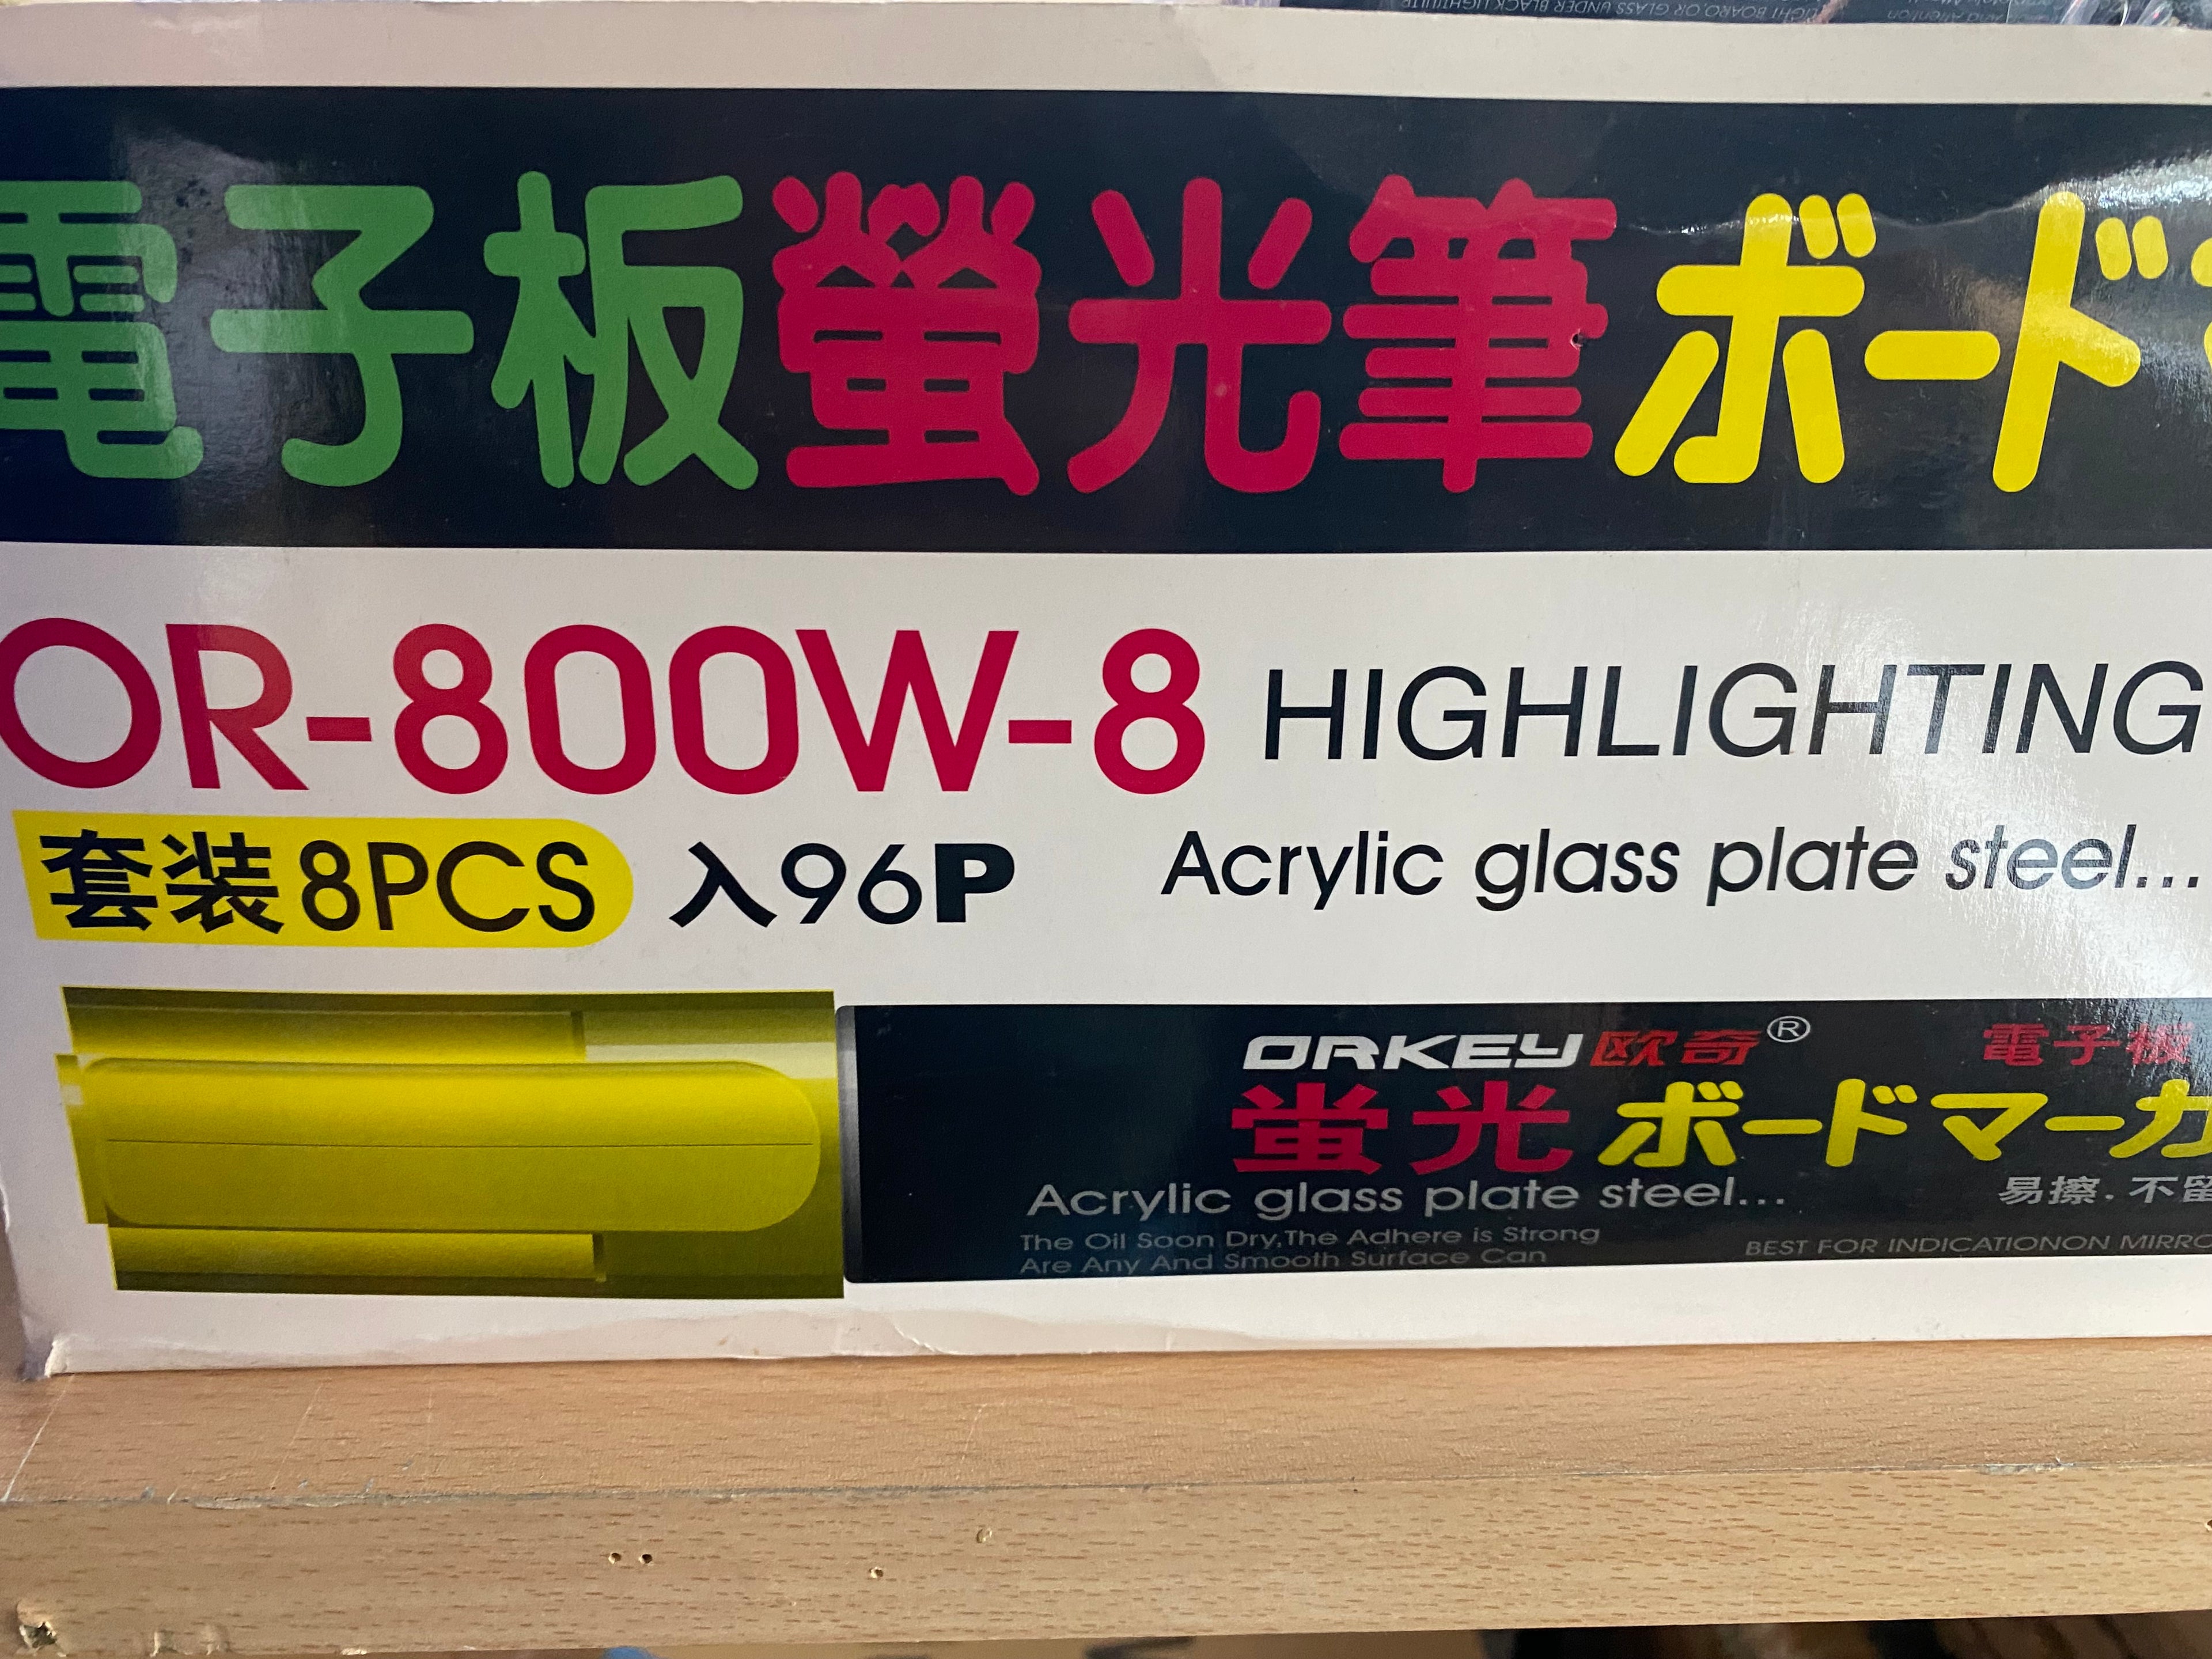 電子板螢光筆ボード
OR-800W-8 HIGHLIGHTING
套装8PCS 入96P Acrylic glass plate steel...
ORKEY欧奇® 電子板
蛍光ボードマーカ
Acrylic glass plate steel...
易擦.不留
The Oil Soon Dry,The Adhere is Strong
Are Any And Smooth Surface Can
BEST FOR INDICATIONON MIRRO